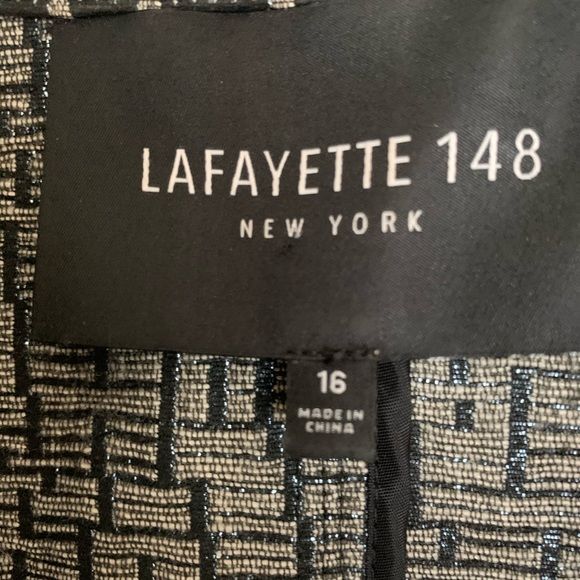 LAFAYETTE 148
NEW YORK
16
MADE IN
CHINA